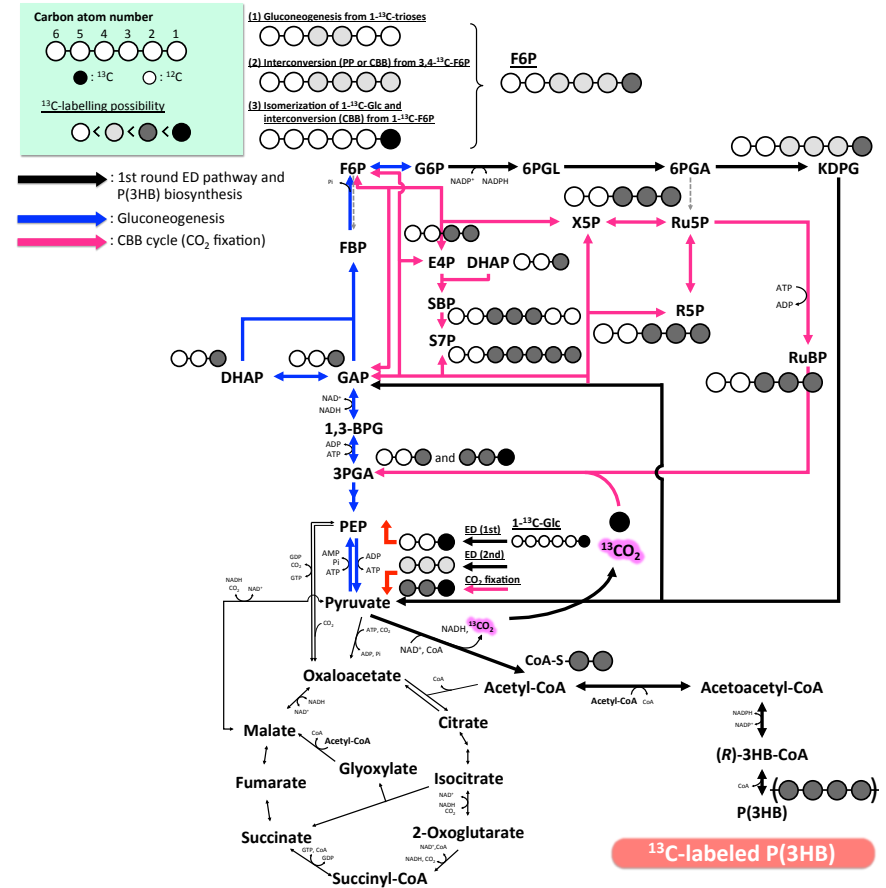 Carbon atom number
6 5 4 3 2 1
: ¹³C
: ¹²C
¹³C-labelling possibility
< < <
(1) Gluconeogenesis from 1-¹³C-trioses
(2) Interconversion (PP or CBB) from 3,4-¹³C-F6P
(3) Isomerization of 1-¹³C-Glc and
interconversion (CBB) from 1-¹³C-F6P
F6P
: 1st round ED pathway and
P(3HB) biosynthesis
: Gluconeogenesis
: CBB cycle (CO₂ fixation)
F6P
G6P
6PGL
6PGA
KDPG
NADP⁺
NADPH
Pi
X5P
Ru5P
FBP
E4P
DHAP
ATP
ADP
SBP
R5P
S7P
RuBP
DHAP
GAP
NAD⁺
NADH
1,3-BPG
ADP
ATP
3PGA
and
PEP
ED (1st)
1-¹³C-Glc
ED (2nd)
¹³CO₂
CO₂ fixation
AMP
Pi
ATP
ADP
ATP
GDP
CO₂
GTP
NADH
CO₂
NAD⁺
Pyruvate
CO₂
ATP, CO₂
ADP, Pi
NADH, ¹³CO₂
NAD⁺, CoA
CoA-S
Oxaloacetate
CoA
Acetyl-CoA
Acetyl-CoA
CoA
Acetoacetyl-CoA
NADH
NAD⁺
Malate
Citrate
NADPH
NADP⁺
CoA
Acetyl-CoA
(R)-3HB-CoA
Glyoxylate
Fumarate
Isocitrate
CoA
NAD⁺
NADH
CO₂
( )
P(3HB)
Succinate
2-Oxoglutarate
GTP, CoA
GDP
NAD⁺,CoA
NADH, CO₂
Succinyl-CoA
¹³C-labeled P(3HB)